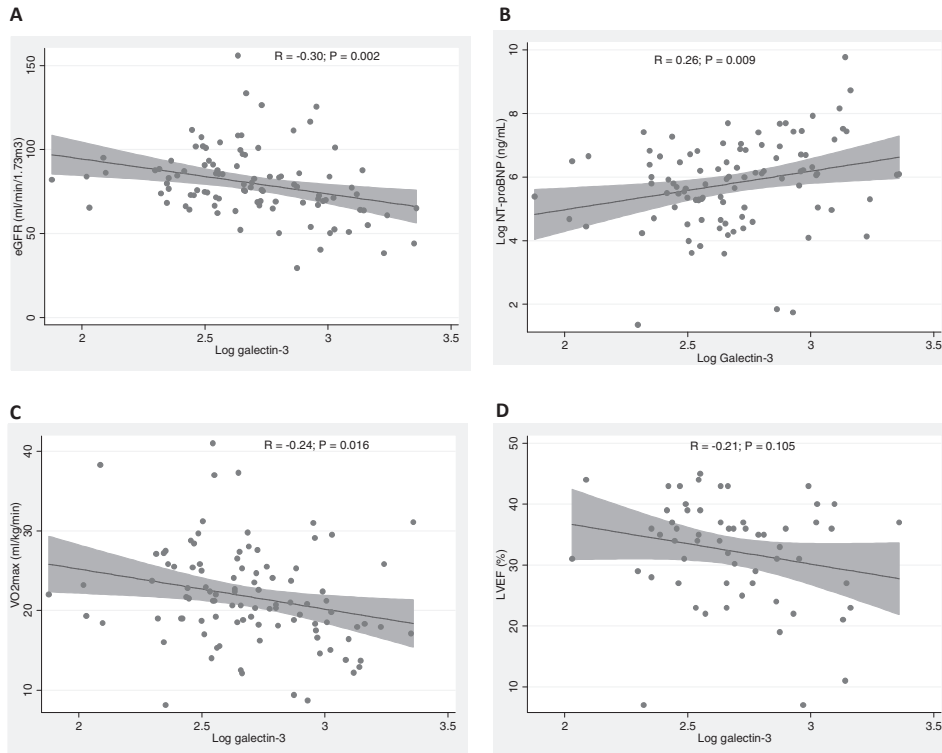 A
R = -0.30; P = 0.002
eGFR (ml/min/1.73m3)
150
100
50
0
2
2.5
3
3.5
Log galectin-3
B
R = 0.26; P = 0.009
Log NT-proBNP (ng/mL)
10
8
6
4
2
2
2.5
3
3.5
Log Galectin-3
C
R = -0.24; P = 0.016
VO2max (ml/kg/min)
40
30
20
10
2
2.5
3
3.5
Log galectin-3
D
R = -0.21; P = 0.105
LVEF (%)
50
40
30
20
10
2
2.5
3
3.5
Log galectin-3